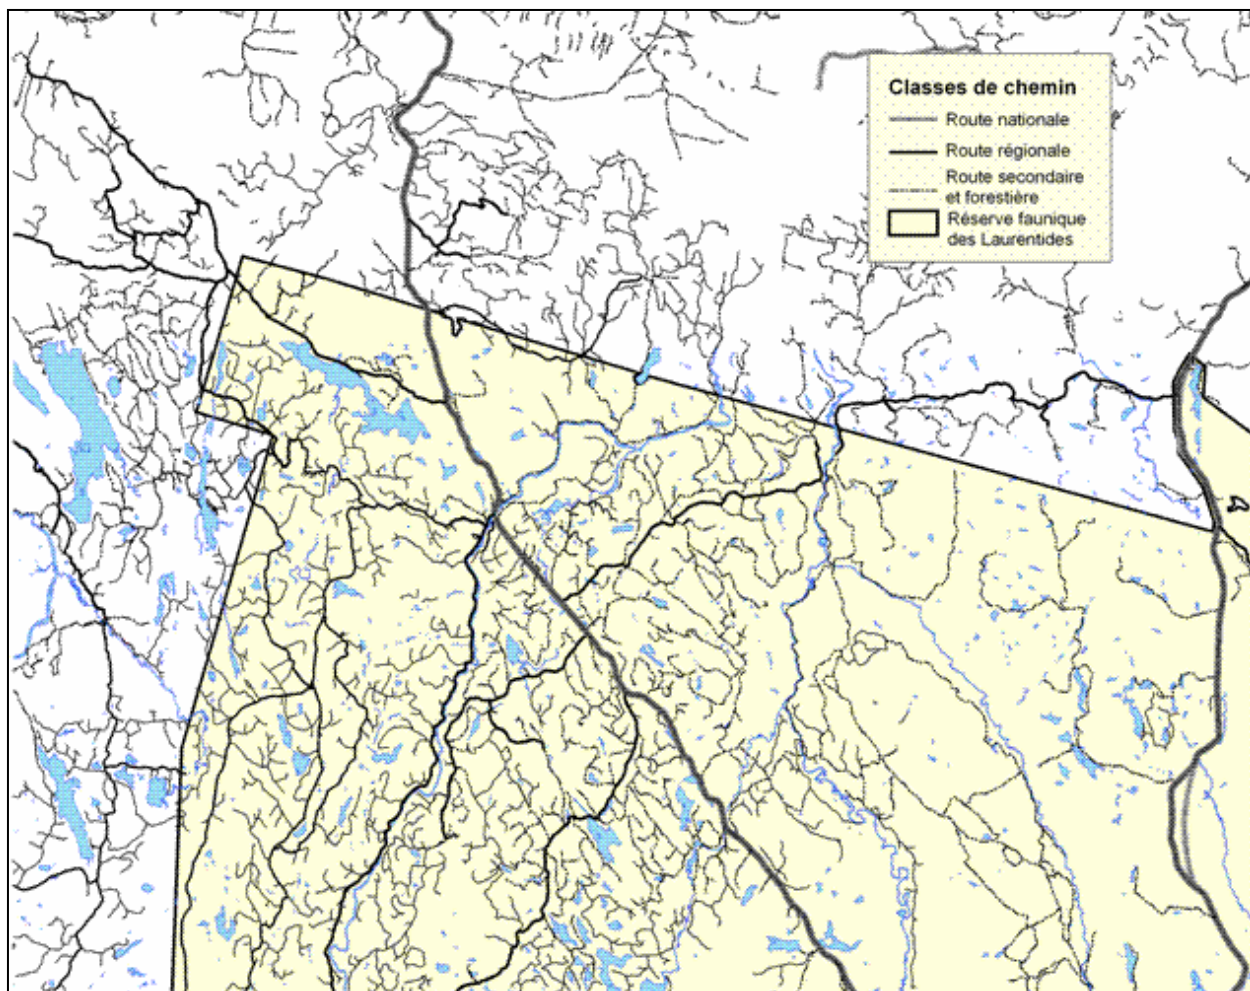 Classes de chemin
Route nationale
Route régionale
Route secondaire
et forestière
Réserve faunique
des Laurentides